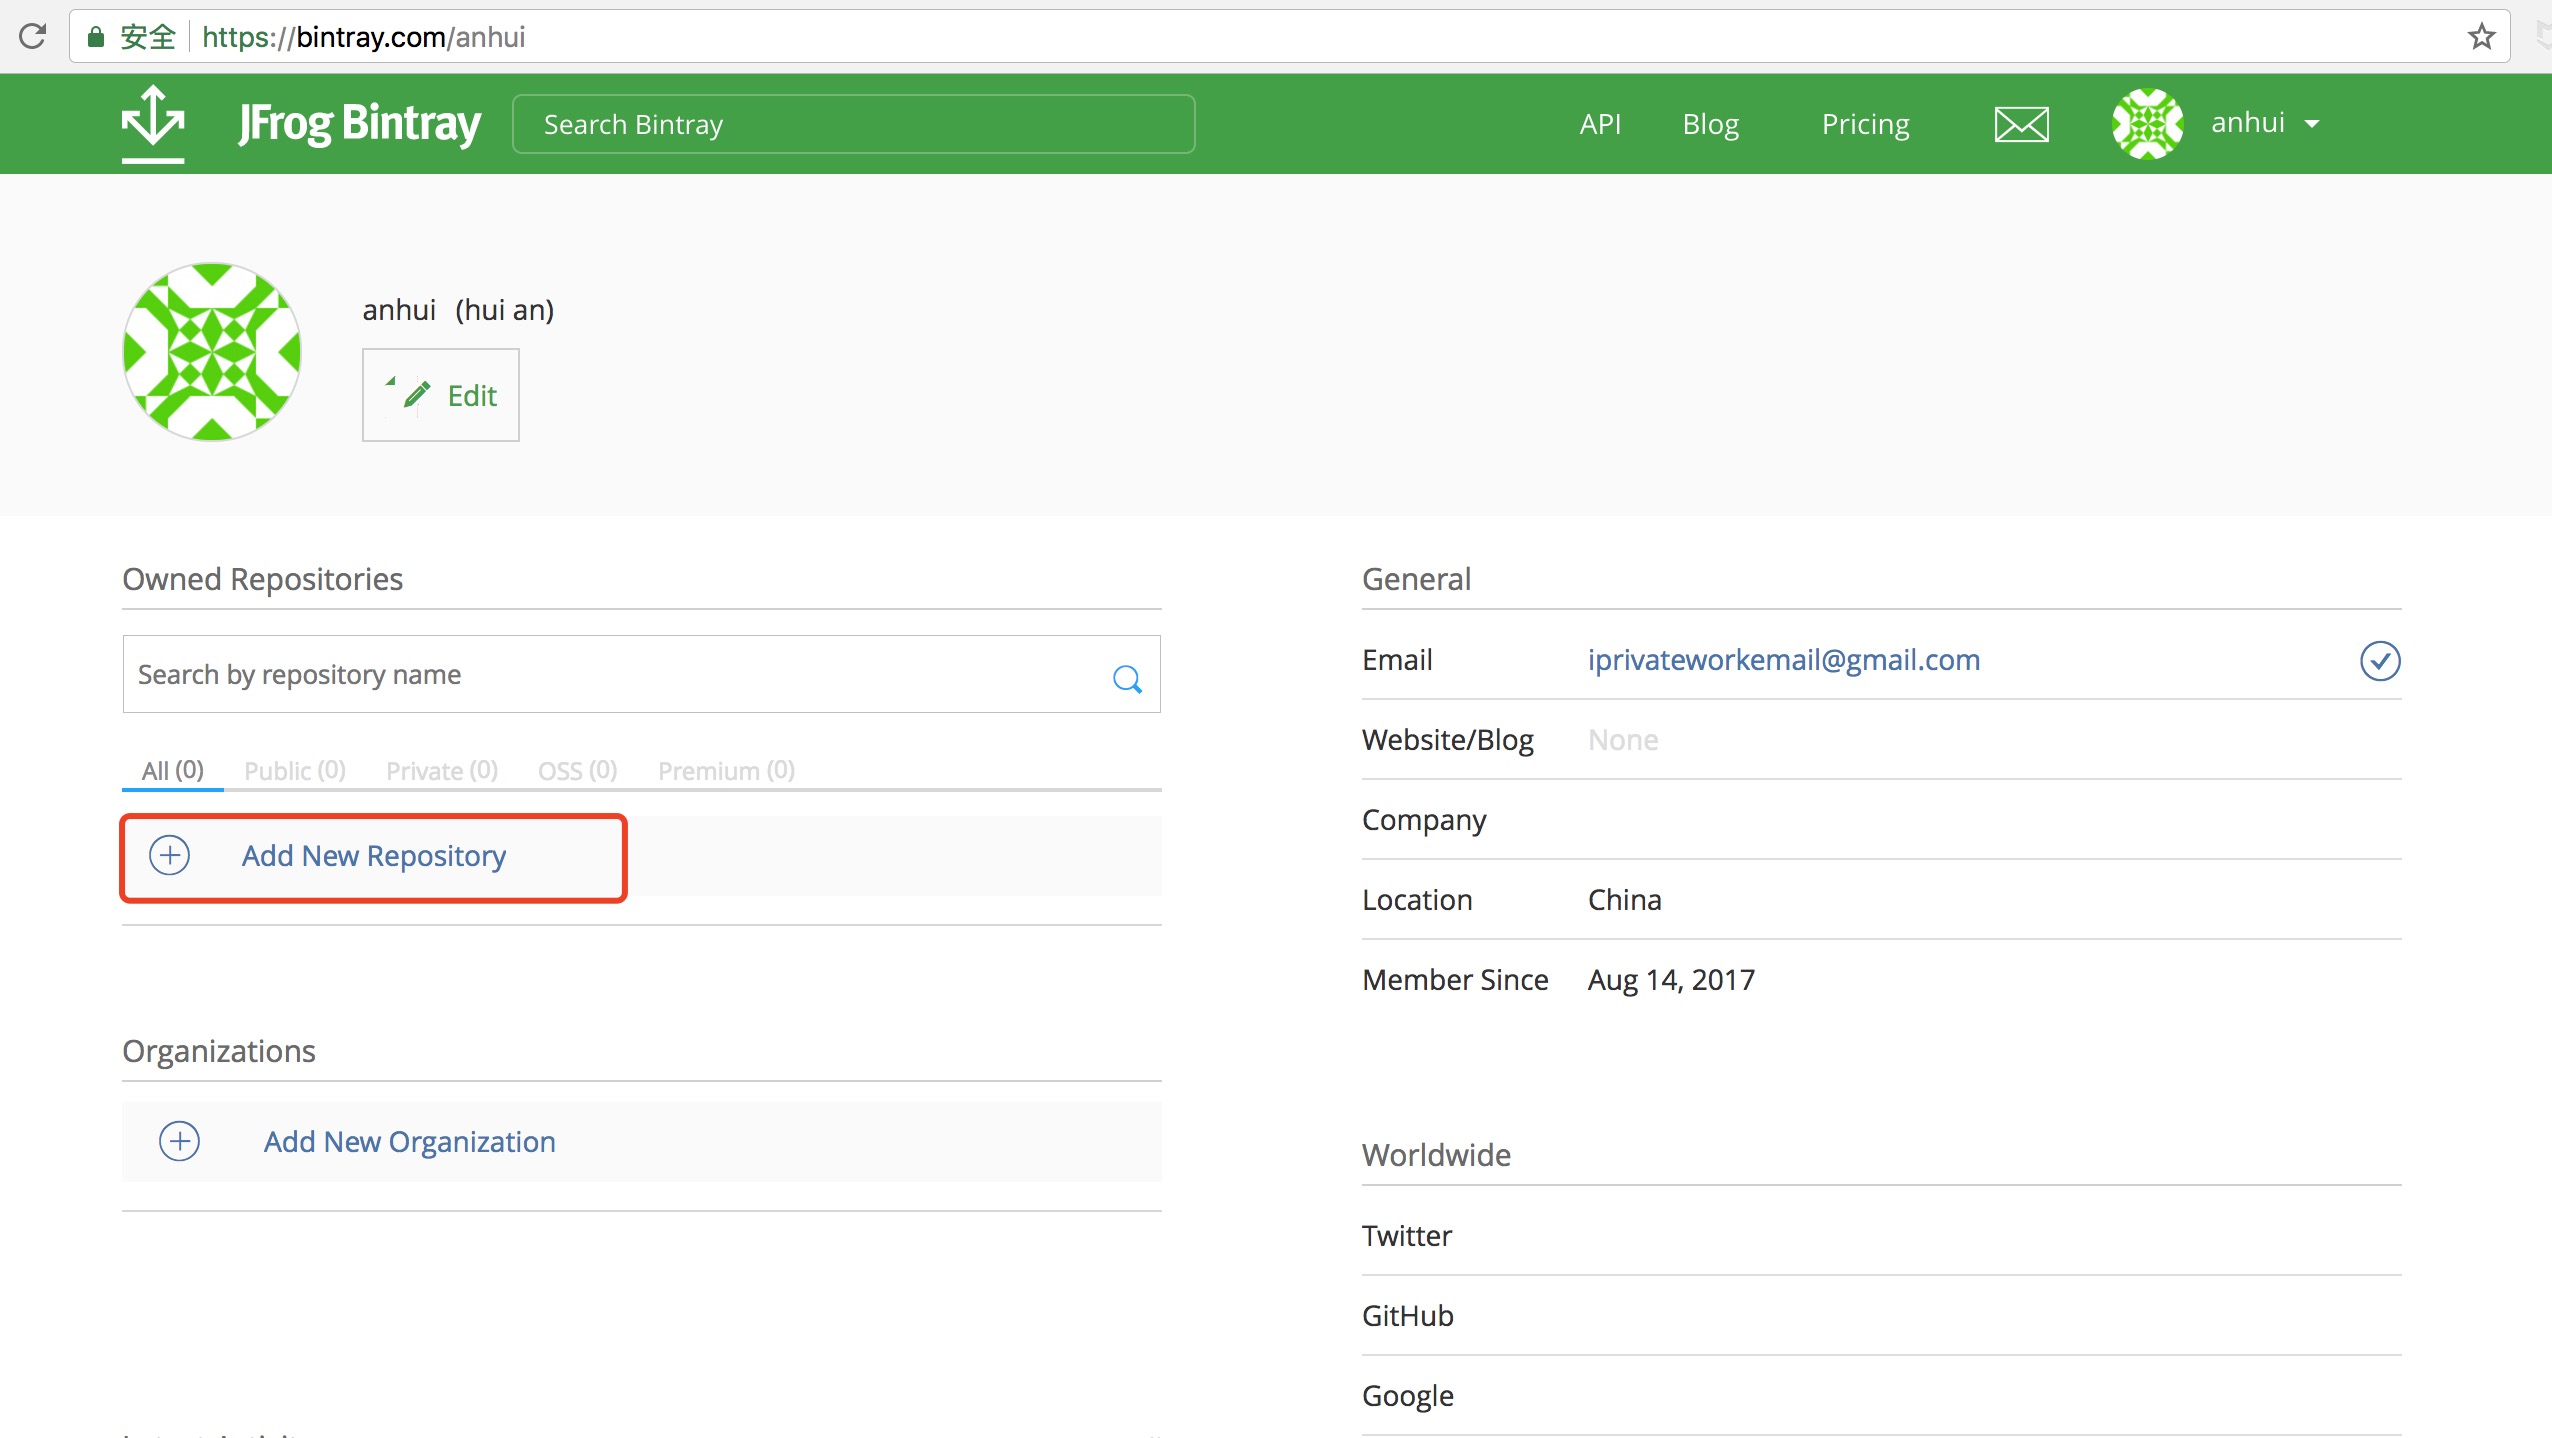 安全 https://bintray.com/anhui
JFrog Bintray Search Bintray API Blog Pricing anhui
anhui (hui an)
Edit
Owned Repositories
Search by repository name
All (0) Public (0) Private (0) OSS (0) Premium (0)
Add New Repository
Organizations
Add New Organization
General
Email iprivateworkemail@gmail.com
Website/Blog None
Company
Location China
Member Since Aug 14, 2017
Worldwide
Twitter
GitHub
Google